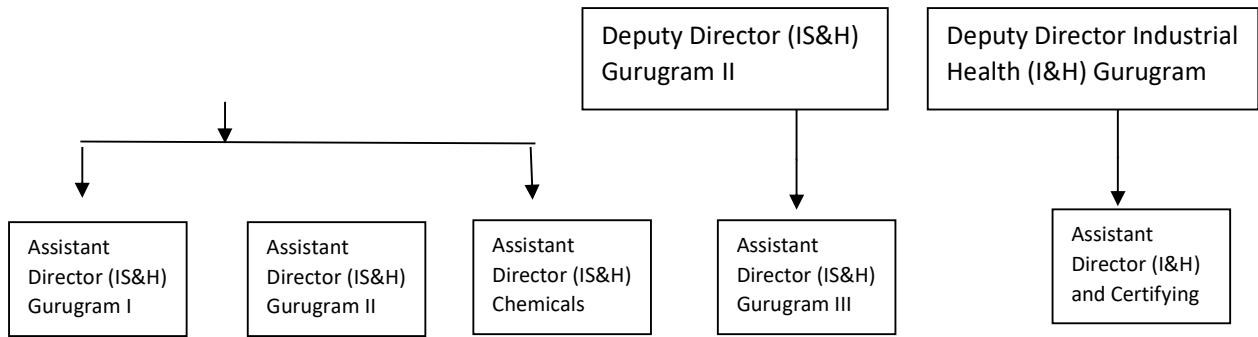 Deputy Director (IS&H)
Gurugram II
Deputy Director Industrial
Health (I&H) Gurugram
Assistant
Director (IS&H)
Gurugram I
Assistant
Director (IS&H)
Gurugram II
Assistant
Director (IS&H)
Chemicals
Assistant
Director (IS&H)
Gurugram III
Assistant
Director (I&H)
and Certifying